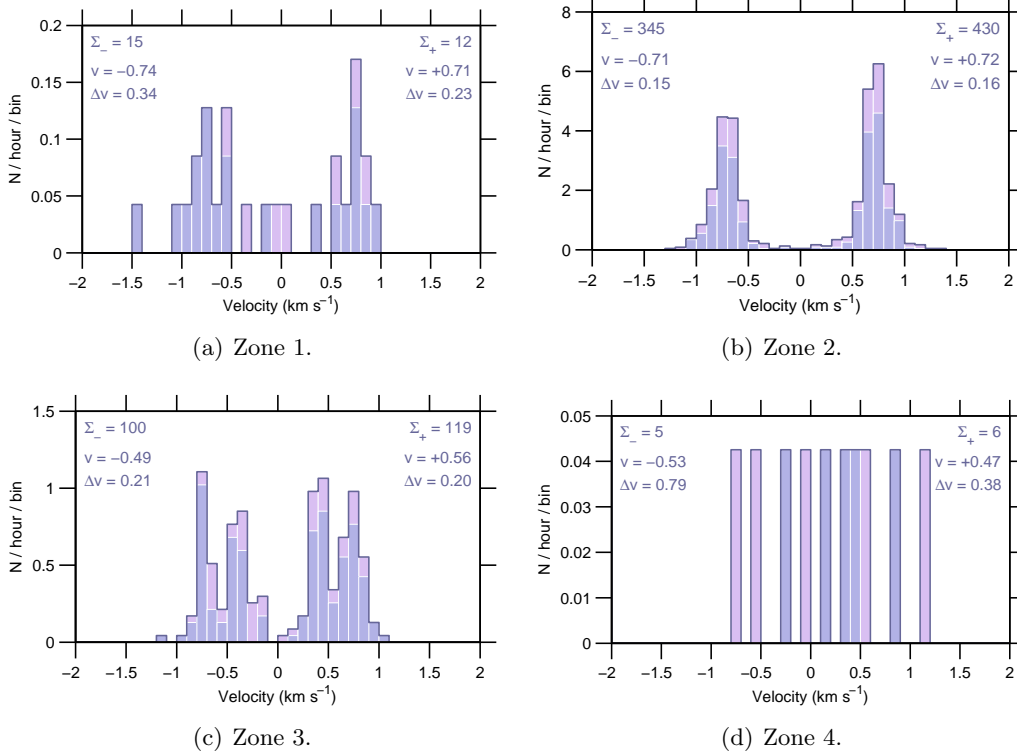 0.2
0.15
0.1
0.05
0
N / hour / bin
Σ− = 15
v = −0.74
Δv = 0.34
Σ+ = 12
v = +0.71
Δv = 0.23
−2 −1.5 −1 −0.5 0 0.5 1 1.5 2
Velocity (km s−1)
(a) Zone 1.
8
6
4
2
0
N / hour / bin
Σ− = 345
v = −0.71
Δv = 0.15
Σ+ = 430
v = +0.72
Δv = 0.16
−2 −1.5 −1 −0.5 0 0.5 1 1.5 2
Velocity (km s−1)
(b) Zone 2.
1.5
1
0.5
0
N / hour / bin
Σ− = 100
v = −0.49
Δv = 0.21
Σ+ = 119
v = +0.56
Δv = 0.20
−2 −1.5 −1 −0.5 0 0.5 1 1.5 2
Velocity (km s−1)
(c) Zone 3.
0.05
0.04
0.03
0.02
0.01
0
N / hour / bin
Σ− = 5
v = −0.53
Δv = 0.79
Σ+ = 6
v = +0.47
Δv = 0.38
−2 −1.5 −1 −0.5 0 0.5 1 1.5 2
Velocity (km s−1)
(d) Zone 4.